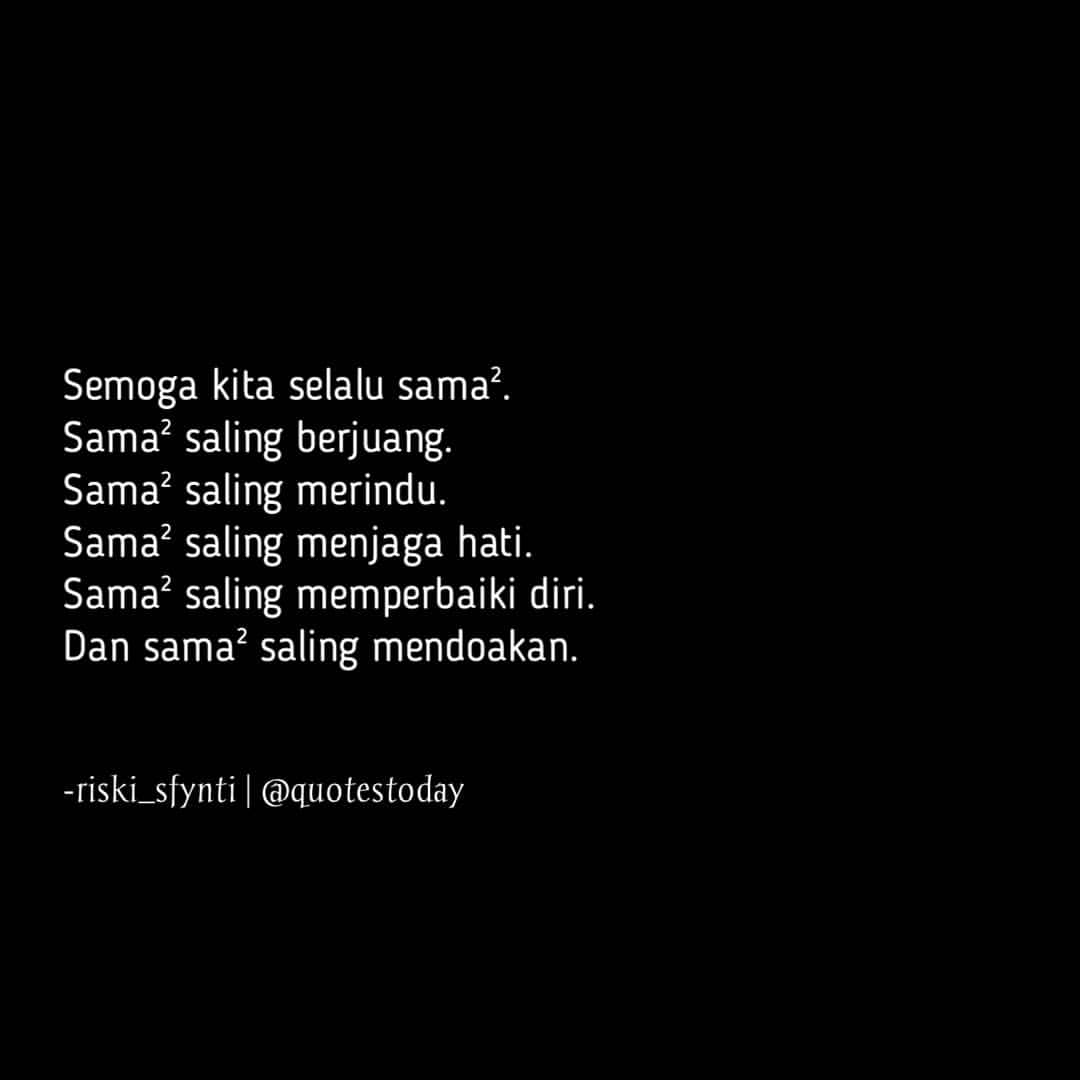 Semoga kita selalu sama².
Sama² saling berjuang.
Sama² saling merindu.
Sama² saling menjaga hati.
Sama² saling memperbaiki diri.
Dan sama² saling mendoakan.
-riski_sfynti | @quotestoday